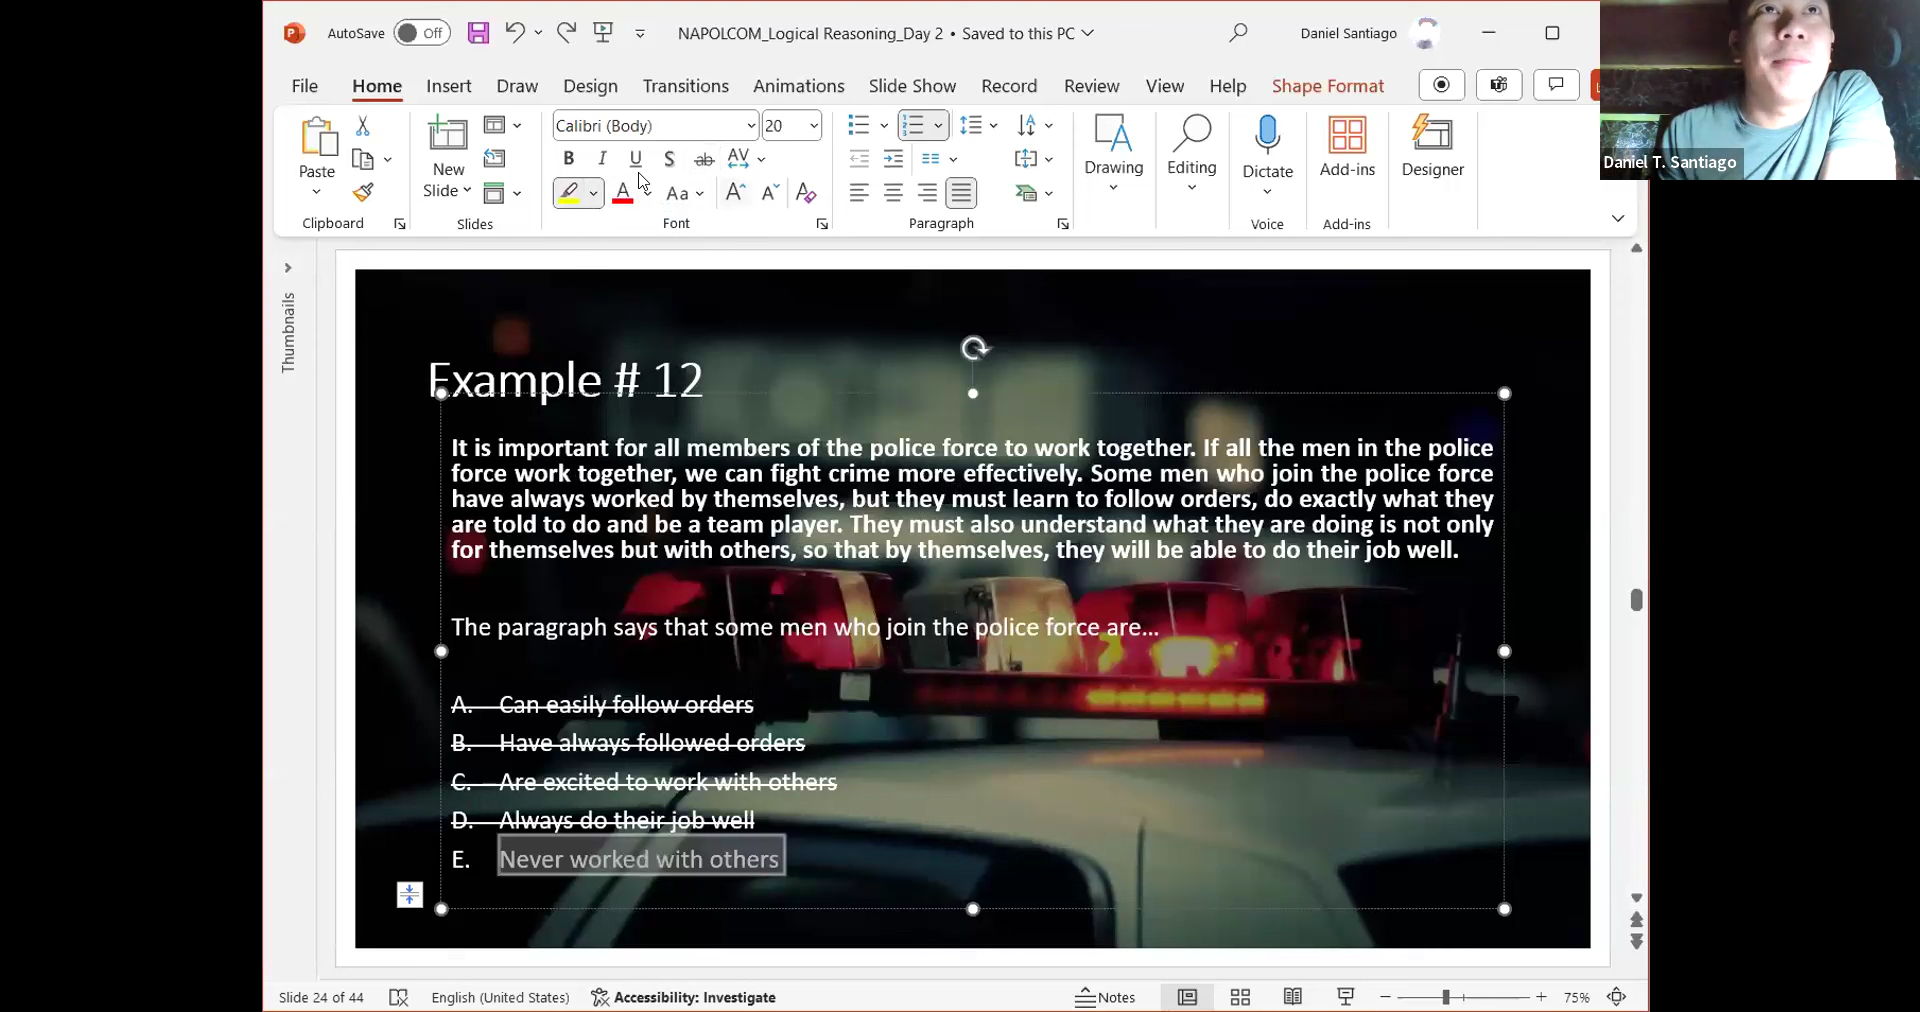 AutoSave
Off
NAPOLCOM_Logical Reasoning_Day 2 • Saved to this PC
Daniel Santiago
File
Home
Insert
Draw
Design
Transitions
Animations
Slide Show
Record
Review
View
Help
Shape Format
Paste
New
Slide
Calibri (Body)
20
B
I
U
S
ab
AV
A
Aa
A
A
A
Drawing
Editing
Dictate
Add-ins
Designer
Clipboard
Slides
Font
Paragraph
Voice
Add-ins
Daniel T. Santiago
Thumbnails
Example # 12
It is important for all members of the police force to work together. If all the men in the police
force work together, we can fight crime more effectively. Some men who join the police force
have always worked by themselves, but they must learn to follow orders, do exactly what they
are told to do and be a team player. They must also understand what they are doing is not only
for themselves but with others, so that by themselves, they will be able to do their job well.
The paragraph says that some men who join the police force are...
A. Can easily follow orders
B. Have always followed orders
C. Are excited to work with others
D. Always do their job well
E. Never worked with others
Slide 24 of 44
English (United States)
Accessibility: Investigate
Notes
75%